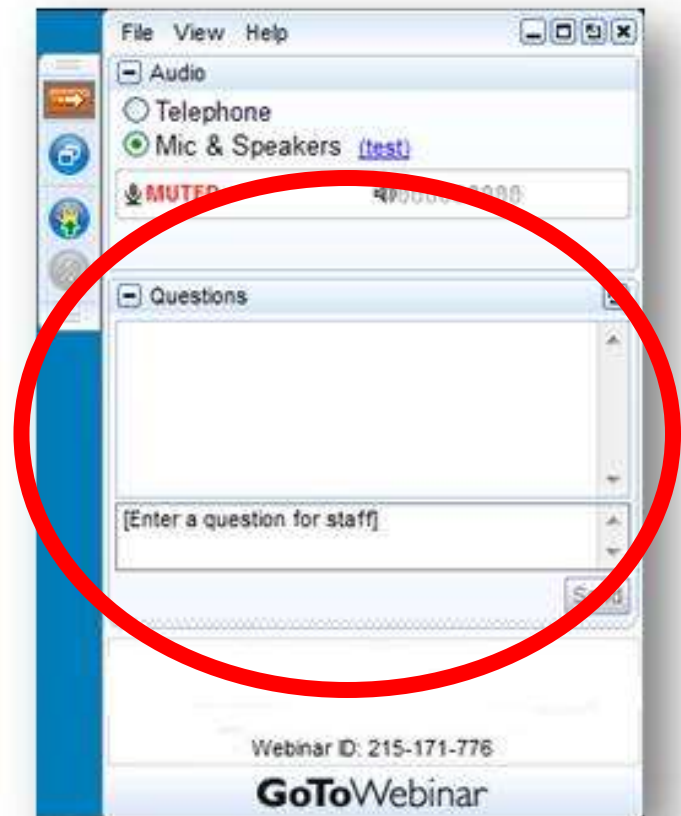 File View Help
Audio
Telephone
Mic & Speakers (test)
MUTED
Questions
[Enter a question for staff]
Send
Webinar ID: 215-171-776
GoToWebinar